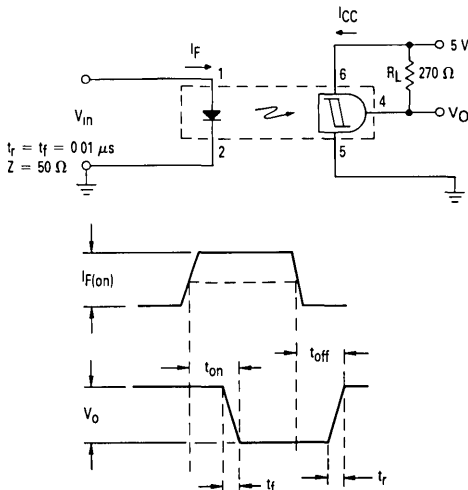 I_CC
5 V
I_F
1
6
R_L 270 Ω
4
V_O
V_In
2
5
t_r = t_f = 0 01 μs
Z = 50 Ω
I_F(on)
t_on
t_off
V_o
t_f
t_r